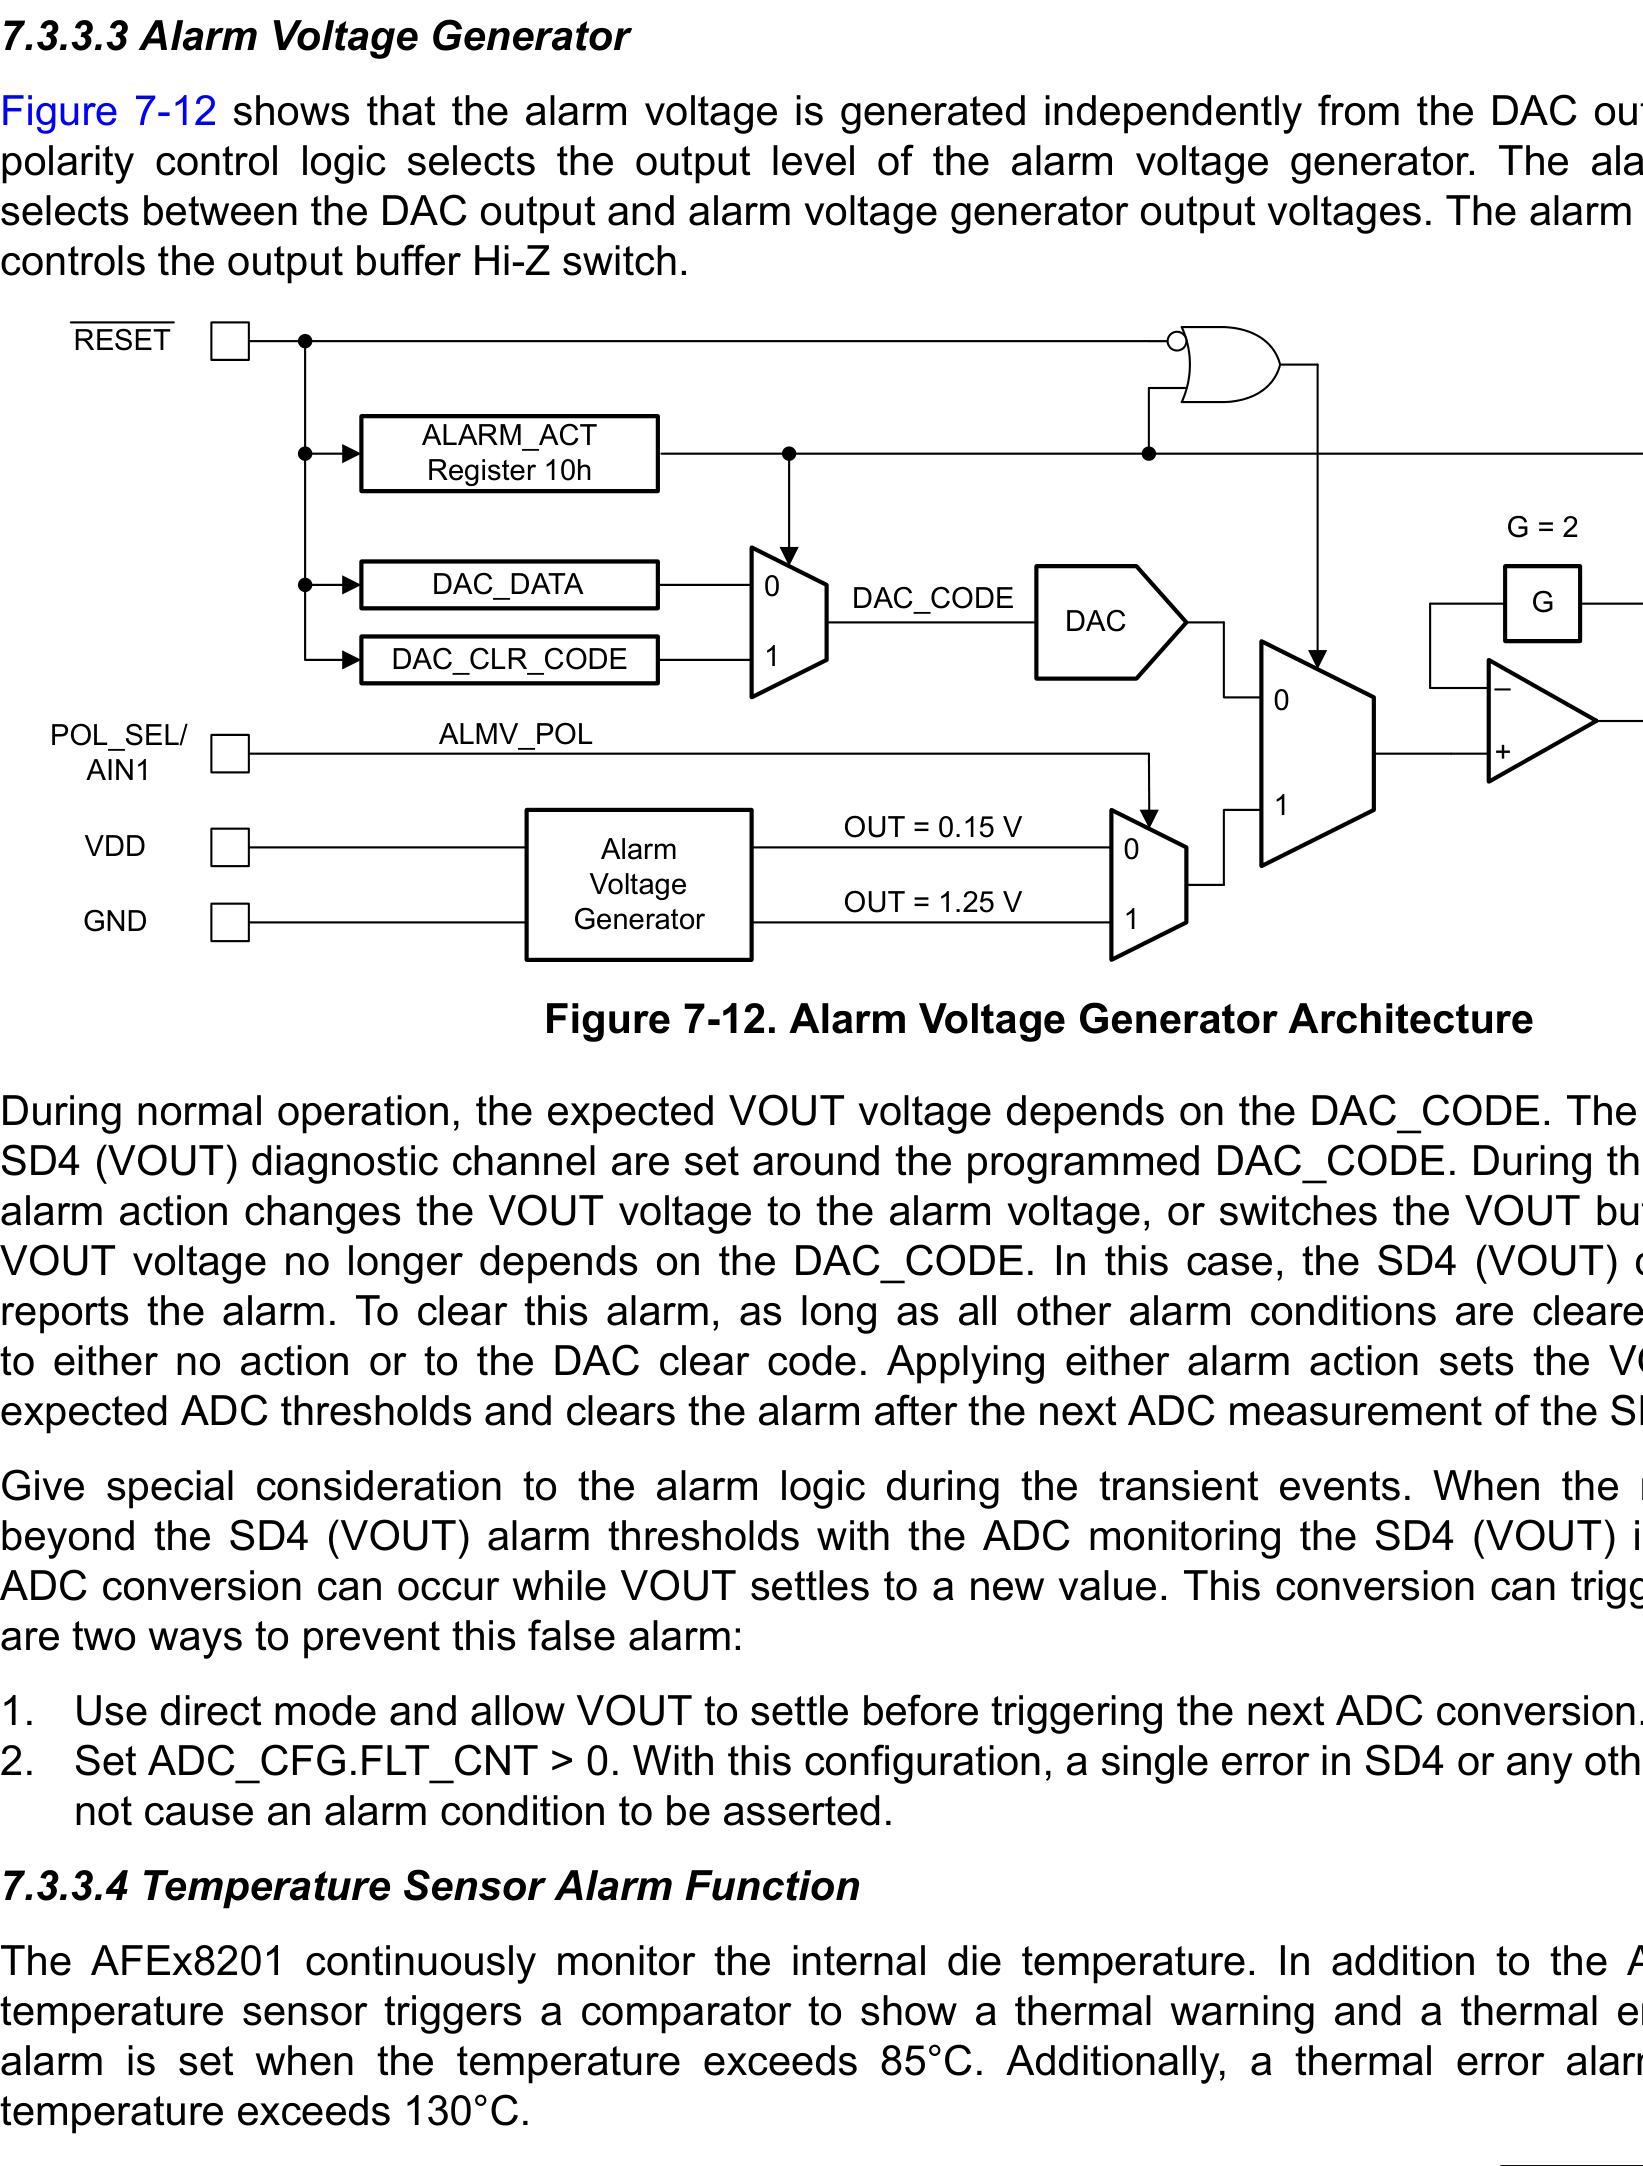 7.3.3.3 Alarm Voltage Generator
Figure 7-12 shows that the alarm voltage is generated independently from the DAC
polarity control logic selects the output level of the alarm voltage generator. The
selects between the DAC output and alarm voltage generator output voltages. The alarm
controls the output buffer Hi-Z switch.
RESET
ALARM_ACT
Register 10h
G = 2
DAC_DATA
0
DAC_CODE
DAC
G
DAC_CLR_CODE
1
0
–
POL_SEL/
AIN1
ALMV_POL
+
1
VDD
GND
Alarm
Voltage
Generator
OUT = 0.15 V
0
OUT = 1.25 V
1
Figure 7-12. Alarm Voltage Generator Architecture
During normal operation, the expected VOUT voltage depends on the DAC_CODE. The
SD4 (VOUT) diagnostic channel are set around the programmed DAC_CODE. During
alarm action changes the VOUT voltage to the alarm voltage, or switches the VOUT
VOUT voltage no longer depends on the DAC_CODE. In this case, the SD4 (VOUT)
reports the alarm. To clear this alarm, as long as all other alarm conditions are
to either no action or to the DAC clear code. Applying either alarm action sets the
expected ADC thresholds and clears the alarm after the next ADC measurement of the
Give special consideration to the alarm logic during the transient events. When the
beyond the SD4 (VOUT) alarm thresholds with the ADC monitoring the SD4 (VOUT)
ADC conversion can occur while VOUT settles to a new value. This conversion can
are two ways to prevent this false alarm:
1. Use direct mode and allow VOUT to settle before triggering the next ADC conversion.
2. Set ADC_CFG.FLT_CNT > 0. With this configuration, a single error in SD4 or any
not cause an alarm condition to be asserted.
7.3.3.4 Temperature Sensor Alarm Function
The AFEx8201 continuously monitor the internal die temperature. In addition to the
temperature sensor triggers a comparator to show a thermal warning and a thermal
alarm is set when the temperature exceeds 85°C. Additionally, a thermal error
temperature exceeds 130°C.